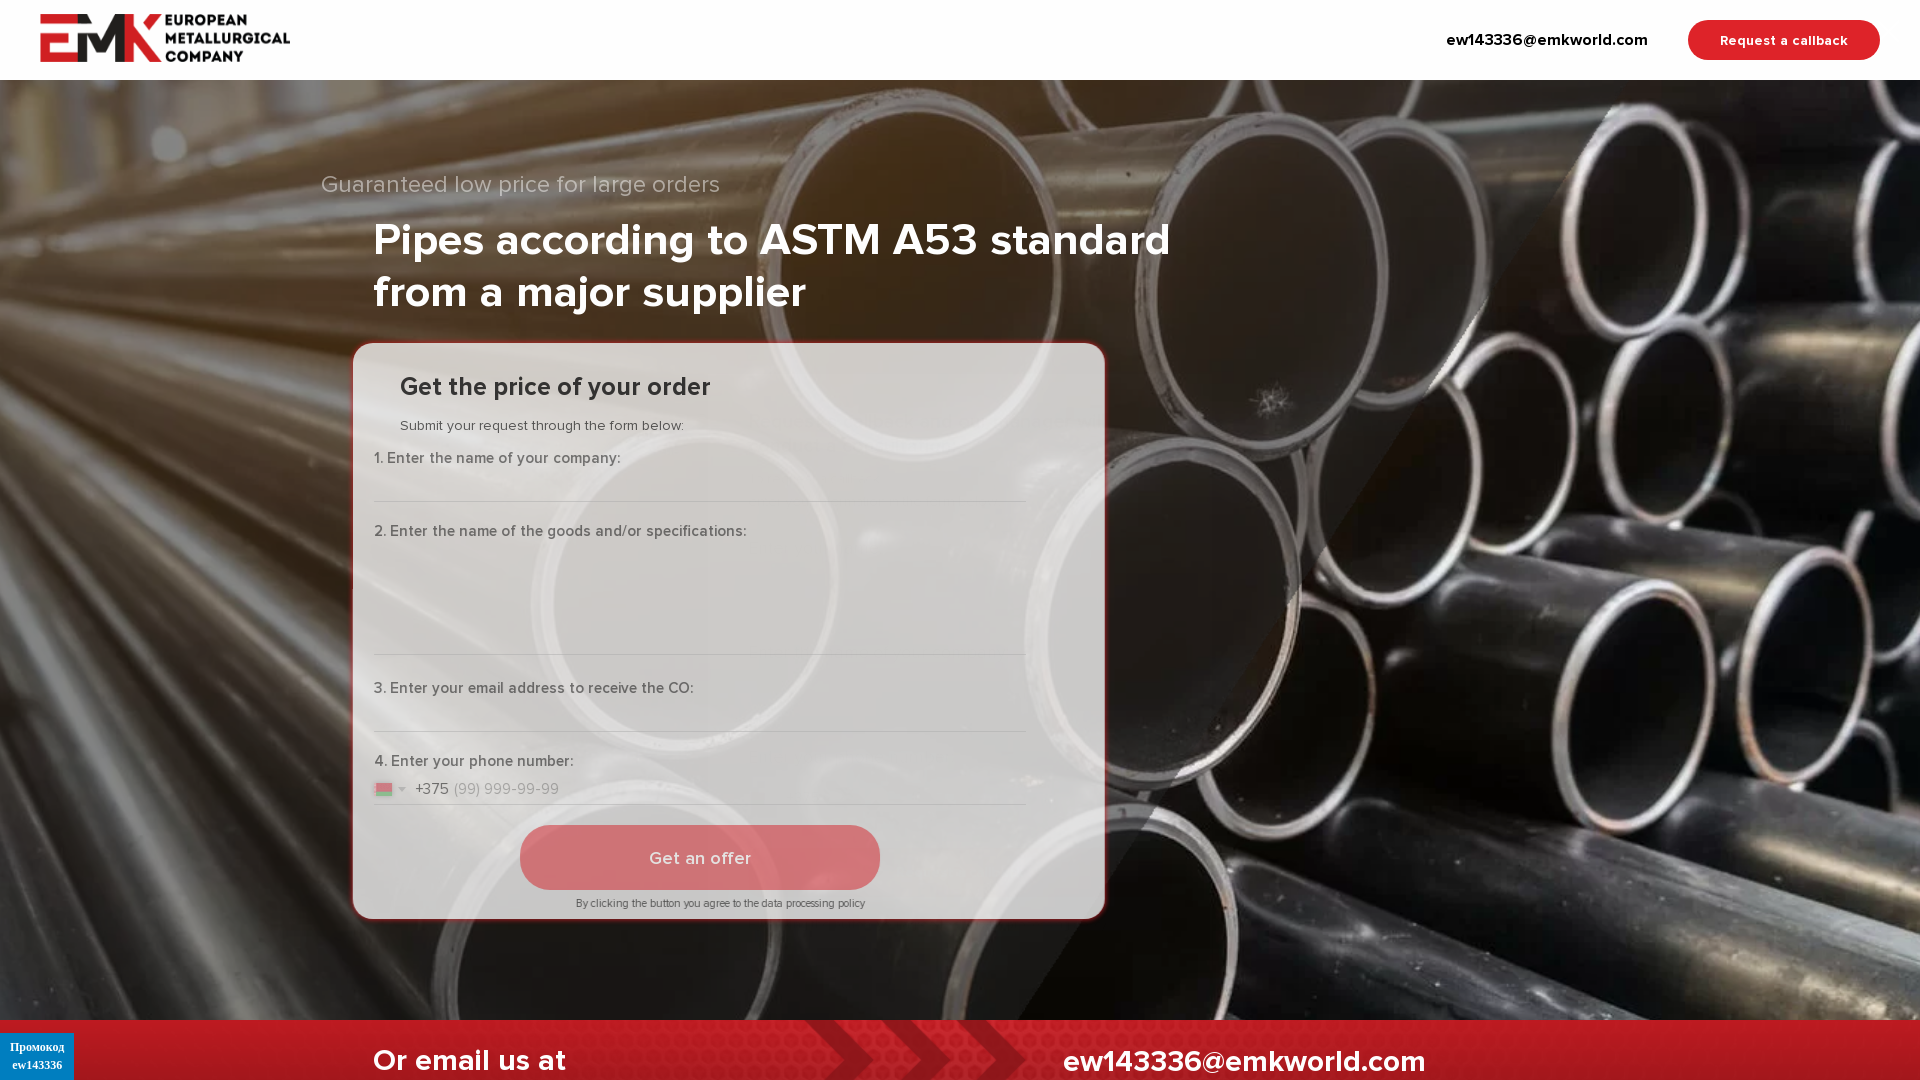 EMK EUROPEAN
METALLURGICAL
COMPANY
ew143336@emkworld.com
Request a callback
Guaranteed low price for large orders
Pipes according to ASTM A53 standard
from a major supplier
Get the price of your order
Submit your request through the form below:
1. Enter the name of your company:
2. Enter the name of the goods and/or specifications:
3. Enter your email address to receive the CO:
4. Enter your phone number:
+375 (99) 999-99-99
Get an offer
By clicking the button you agree to the data processing policy
Or email us at
ew143336@emkworld.com
Промокод
ew143336